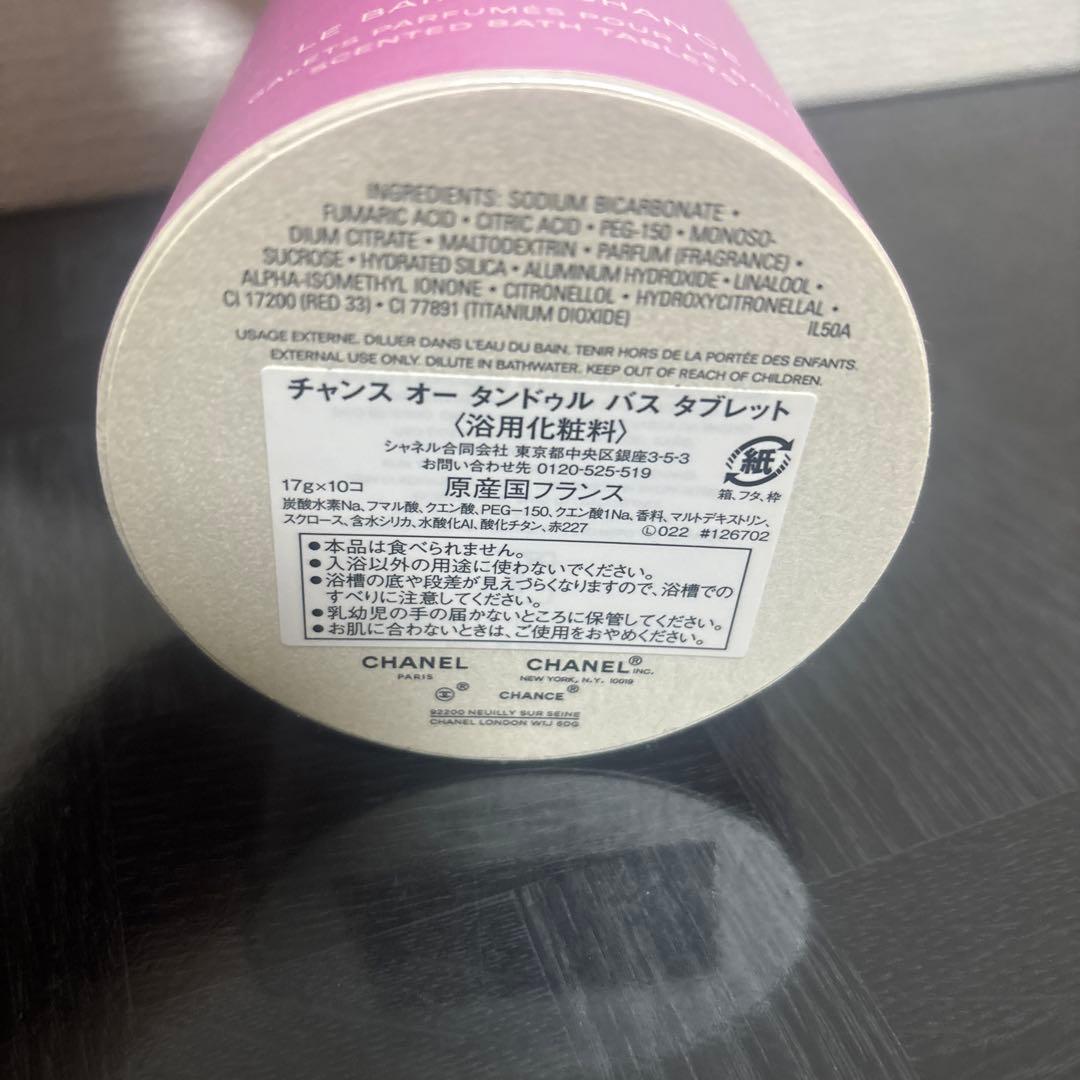 LE BAIN
CHANCE
GALETS PARFUMÉS POUR LE
SCENTED BATH TABLETS
INGREDIENTS: SODIUM BICARBONATE •
FUMARIC ACID • CITRIC ACID • PEG-150 • MONOSO-
DIUM CITRATE • MALTODEXTRIN • PARFUM (FRAGRANCE) •
SUCROSE • HYDRATED SILICA • ALUMINUM HYDROXIDE • LINALOOL •
ALPHA-ISOMETHYL IONONE • CITRONELLOL • HYDROXYCITRONELLAL •
CI 17200 (RED 33) • CI 77891 (TITANIUM DIOXIDE)
IL50A
USAGE EXTERNE. DILUER DANS L'EAU DU BAIN. TENIR HORS DE LA PORTÉE DES ENFANTS.
EXTERNAL USE ONLY. DILUTE IN BATHWATER. KEEP OUT OF REACH OF CHILDREN.
チャンス オー タンドゥル バス タブレット
〈浴用化粧料〉
シャネル合同会社 東京都中央区銀座3-5-3
お問い合わせ先 0120-525-519
紙
箱、フタ、枠
17g×10コ 原産国フランス
炭酸水素Na、フマル酸、クエン酸、PEG-150、クエン酸1Na、香料、マルトデキストリン、
スクロース、含水シリカ、水酸化Al、酸化チタン、赤227
Ⓛ022 #126702
●本品は食べられません。
●入浴以外の用途に使わないでください。
●浴槽の底や段差が見えづらくなりますので、浴槽での
すべりに注意してください。
●乳幼児の手の届かないところに保管してください。
●お肌に合わないときは、ご使用をおやめください。
CHANEL
PARIS
CHANEL® INC.
NEW YORK, N.Y. 10019
® CHANCE®
92200 NEUILLY SUR SEINE
CHANEL LONDON W1J 6DG